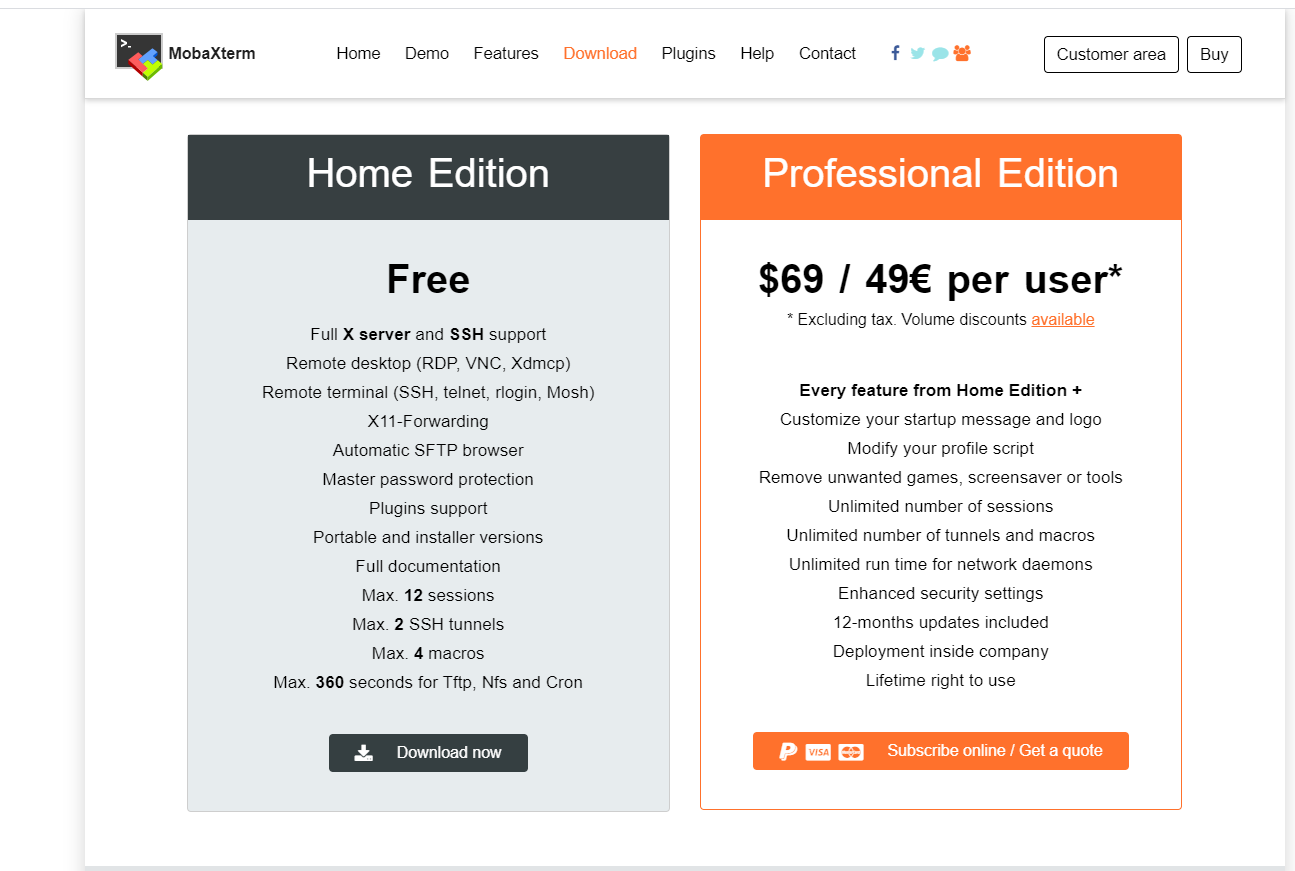 >_
MobaXterm
Home Demo Features Download Plugins Help Contact
Customer area Buy
Home Edition
Free
Full X server and SSH support
Remote desktop (RDP, VNC, Xdmcp)
Remote terminal (SSH, telnet, rlogin, Mosh)
X11-Forwarding
Automatic SFTP browser
Master password protection
Plugins support
Portable and installer versions
Full documentation
Max. 12 sessions
Max. 2 SSH tunnels
Max. 4 macros
Max. 360 seconds for Tftp, Nfs and Cron
Download now
Professional Edition
$69 / 49€ per user*
* Excluding tax. Volume discounts available
Every feature from Home Edition +
Customize your startup message and logo
Modify your profile script
Remove unwanted games, screensaver or tools
Unlimited number of sessions
Unlimited number of tunnels and macros
Unlimited run time for network daemons
Enhanced security settings
12-months updates included
Deployment inside company
Lifetime right to use
VISA Subscribe online / Get a quote